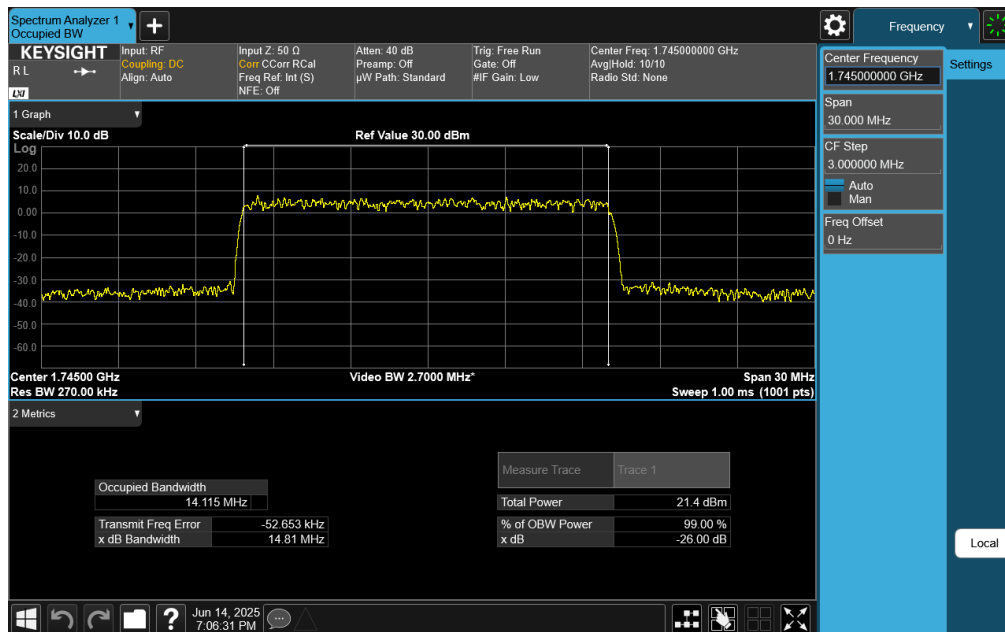 Spectrum Analyzer 1
Occupied BW
+
Frequency
KEYSIGHT
R L
LXI
Input: RF
Coupling: DC
Align: Auto
Input Z: 50 Ω
Corr CCorr RCal
Freq Ref: Int (S)
NFE: Off
Atten: 40 dB
Preamp: Off
µW Path: Standard
Trig: Free Run
Gate: Off
#IF Gain: Low
Center Freq: 1.745000000 GHz
Avg|Hold: 10/10
Radio Std: None
Center Frequency
1.745000000 GHz
Settings
Span
30.000 MHz
CF Step
3.000000 MHz
Auto
Man
Freq Offset
0 Hz
1 Graph
Scale/Div 10.0 dB
Ref Value 30.00 dBm
Log
20.0
10.0
0.00
-10.0
-20.0
-30.0
-40.0
-50.0
-60.0
Center 1.74500 GHz
Video BW 2.7000 MHz*
Span 30 MHz
Res BW 270.00 kHz
Sweep 1.00 ms (1001 pts)
2 Metrics
Measure Trace Trace 1
Occupied Bandwidth
14.115 MHz
Total Power 21.4 dBm
Transmit Freq Error -52.653 kHz
% of OBW Power 99.00 %
x dB Bandwidth 14.81 MHz
x dB -26.00 dB
Local
?
Jun 14, 2025
7:06:31 PM